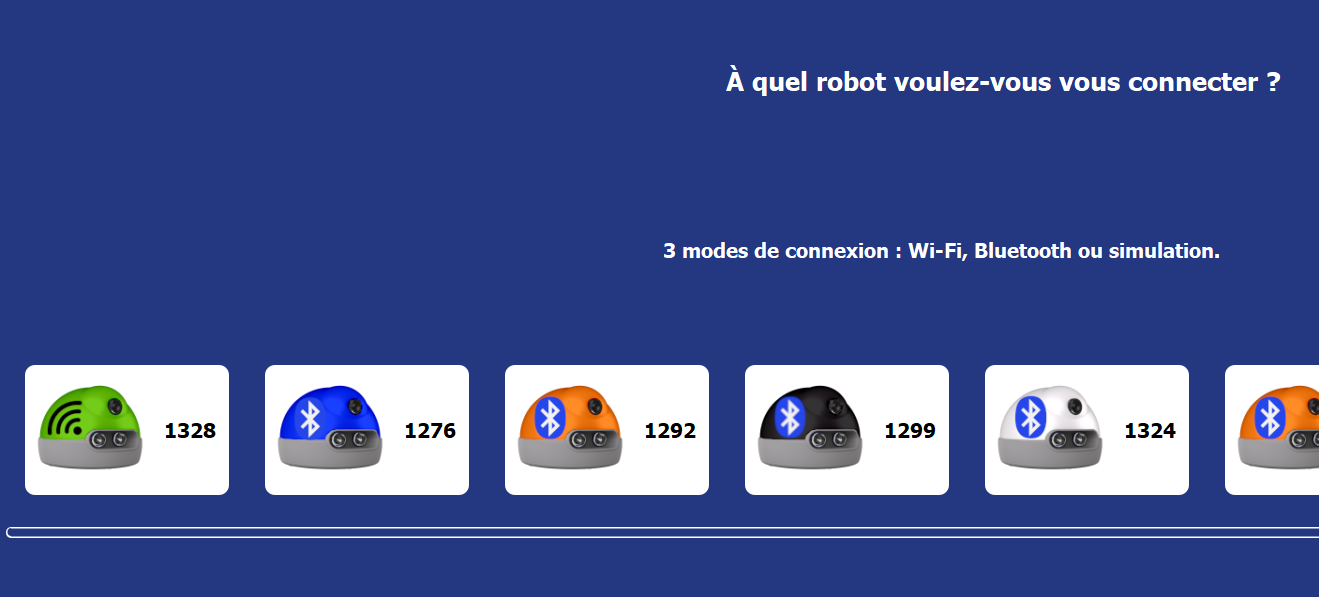 À quel robot voulez-vous vous connecter ?
3 modes de connexion : Wi-Fi, Bluetooth ou simulation.
1328 1276 1292 1299 1324